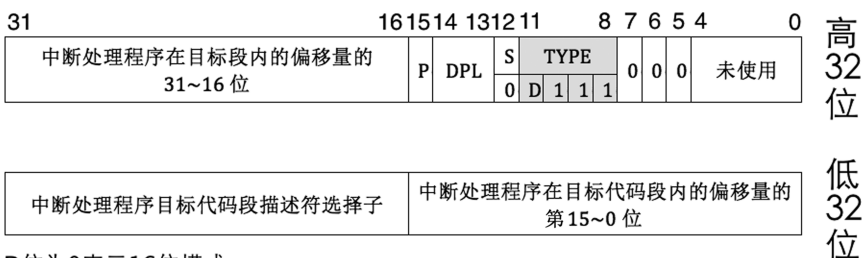 31 16 15 14 13 12 11 8 7 6 5 4 0
中断处理程序在目标段内的偏移量的
31~16 位
P DPL S TYPE 0 0 0 未使用
0 D 1 1 1
高
32
位
中断处理程序目标代码段描述符选择子
中断处理程序在目标代码段内的偏移量的
第15~0 位
低
32
位